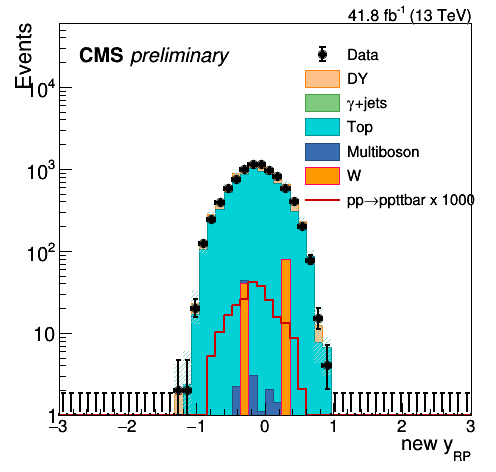 41.8 fb⁻¹ (13 TeV)
Events
CMS preliminary
Data
DY
γ+jets
Top
Multiboson
W
pp→ppttbar x 1000
10⁴
10³
10²
10
1
−3 −2 −1 0 1 2 3
new y_RP